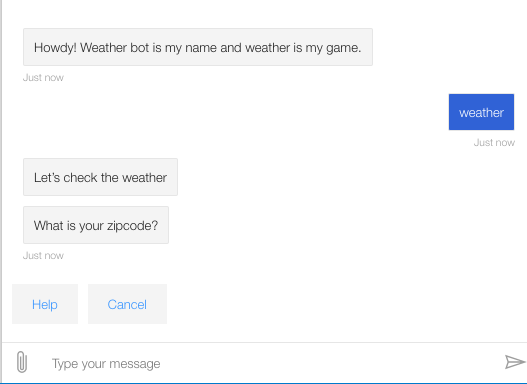 Howdy! Weather bot is my name and weather is my game.
Just now
weather
Just now
Let's check the weather
What is your zipcode?
Just now
Help Cancel
Type your message